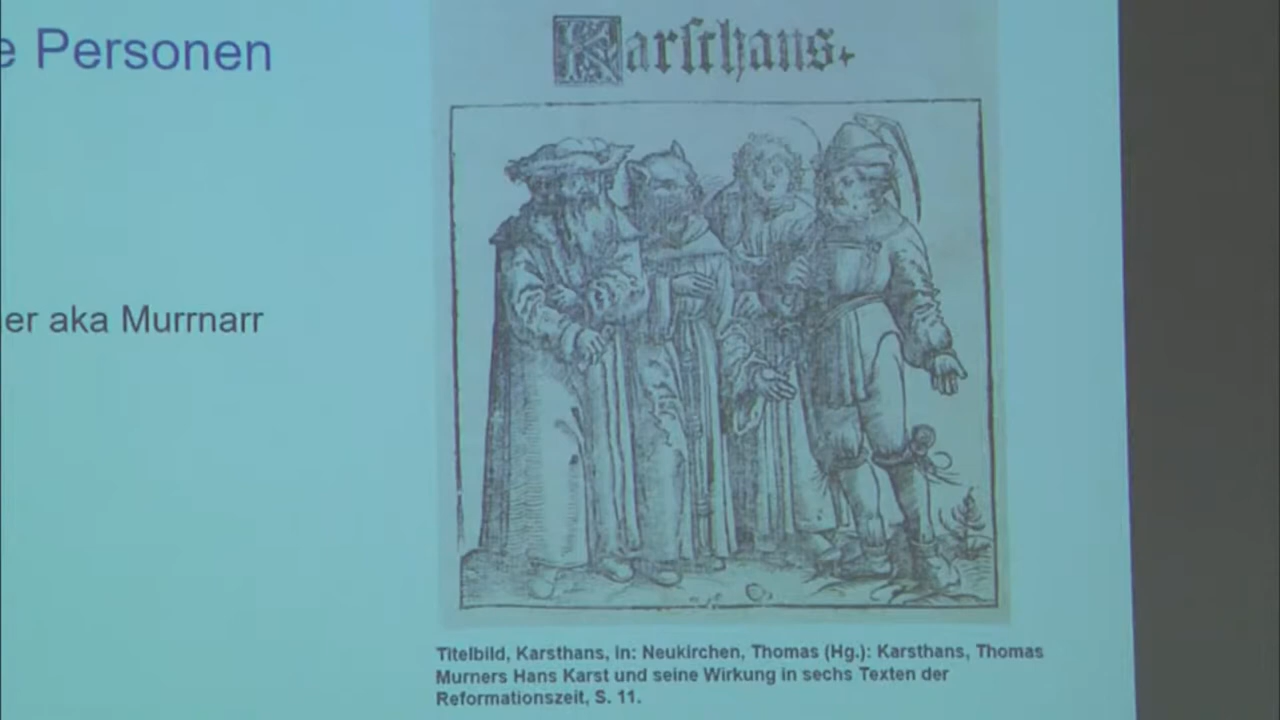 e Personen
Karſthans.
er aka Murrnarr
Titelbild, Karsthans, in: Neukirchen, Thomas (Hg.): Karsthans, Thomas
Murners Hans Karst und seine Wirkung in sechs Texten der
Reformationszeit, S. 11.